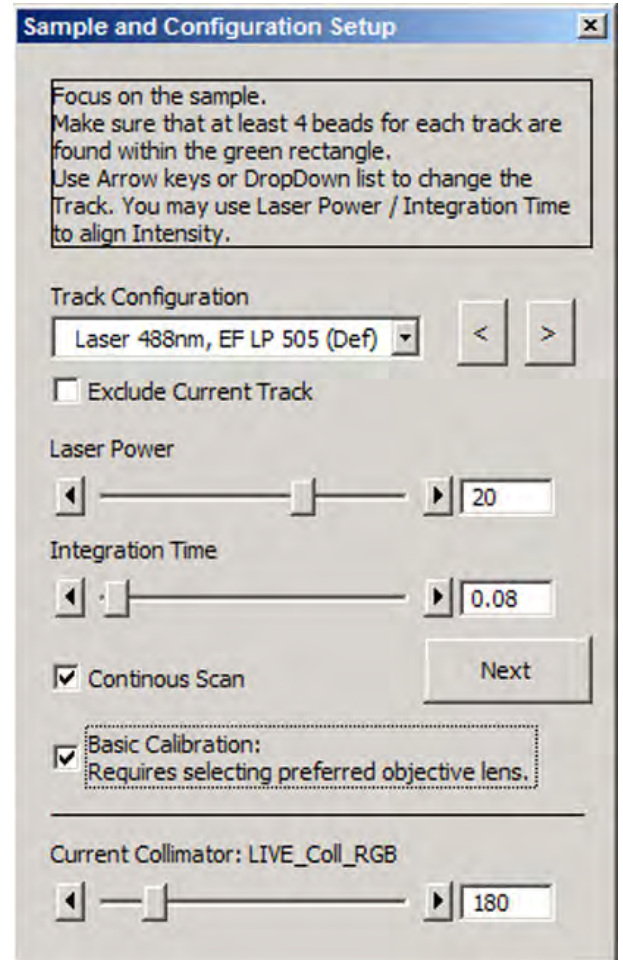 Sample and Configuration Setup
Focus on the sample.
Make sure that at least 4 beads for each track are
found within the green rectangle.
Use Arrow keys or DropDown list to change the
Track. You may use Laser Power / Integration Time
to align Intensity.
Track Configuration
Laser 488nm, EF LP 505 (Def)
< >
Exclude Current Track
Laser Power
20
Integration Time
0.08
Continous Scan
Next
Basic Calibration:
Requires selecting preferred objective lens.
Current Collimator: LIVE_Coll_RGB
180